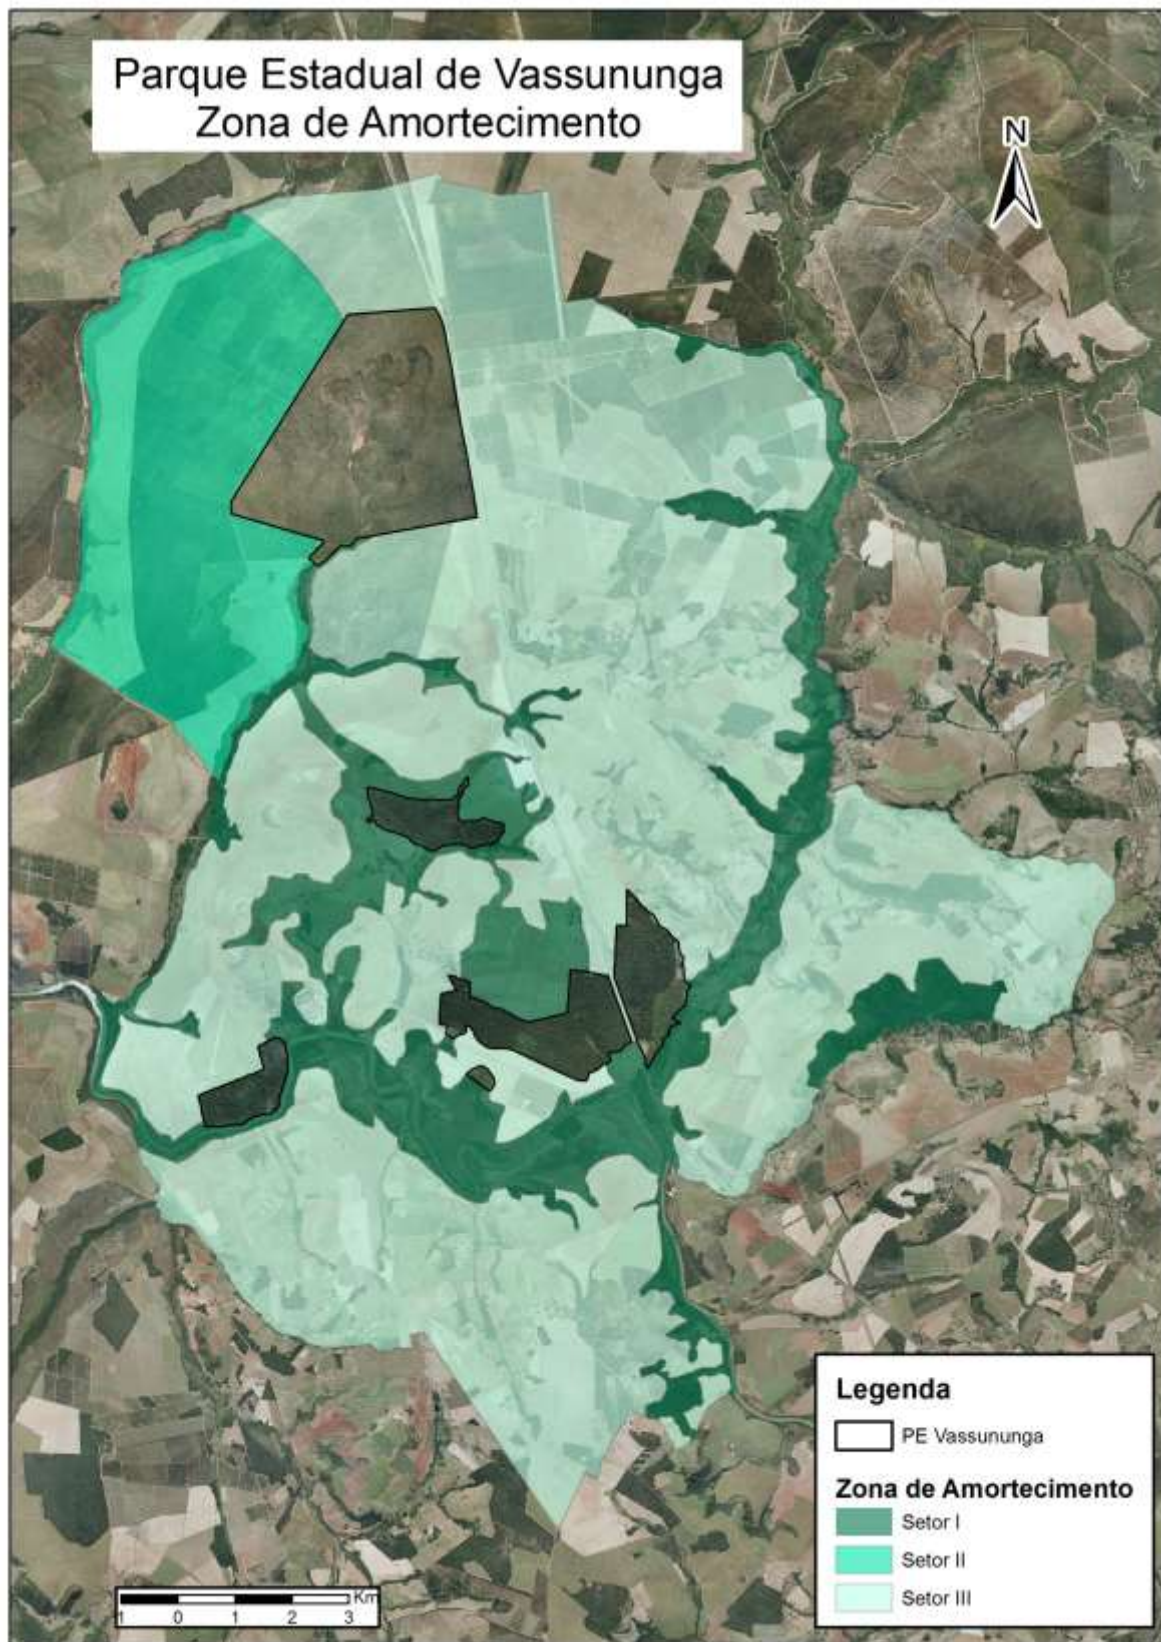 Parque Estadual de Vassununga
Zona de Amortecimento
N
Legenda
PE Vassununga
Zona de Amortecimento
Setor I
Setor II
Setor III
Km
1 0 1 2 3